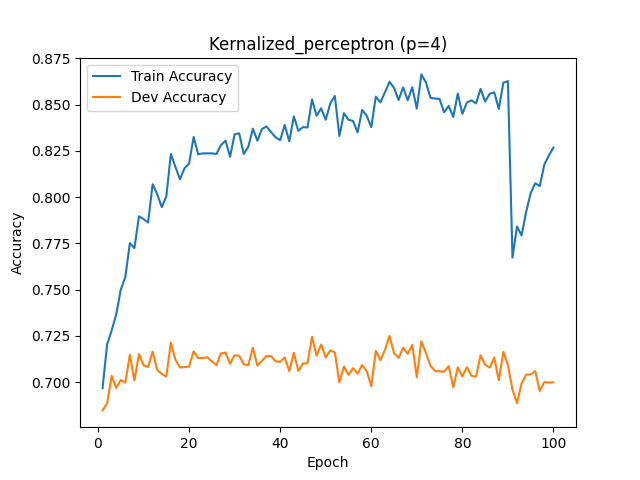 Kernalized_perceptron (p=4)
Train Accuracy
Dev Accuracy
Accuracy
0.875
0.850
0.825
0.800
0.775
0.750
0.725
0.700
0 20 40 60 80 100
Epoch